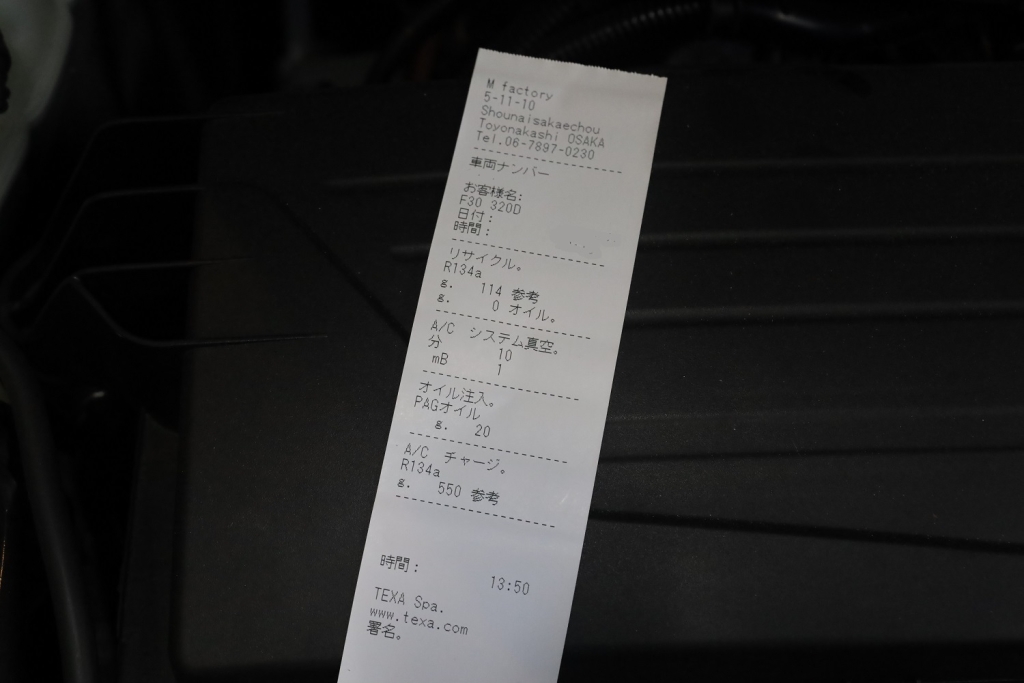 M factory
5-11-10
Shounaisakaechou
Toyonakashi OSAKA
Tel.06-7897-0230
車両ナンバー
お客様名:
F30 320D
日付:
時間:
リサイクル。
R134a
g. 114 参考
g. 0 オイル。
A/C システム真空。
分 10
mB 1
オイル注入。
PAGオイル
g. 20
A/C チャージ。
R134a
g. 550 参考
時間: 13:50
TEXA Spa.
www.texa.com
署名。